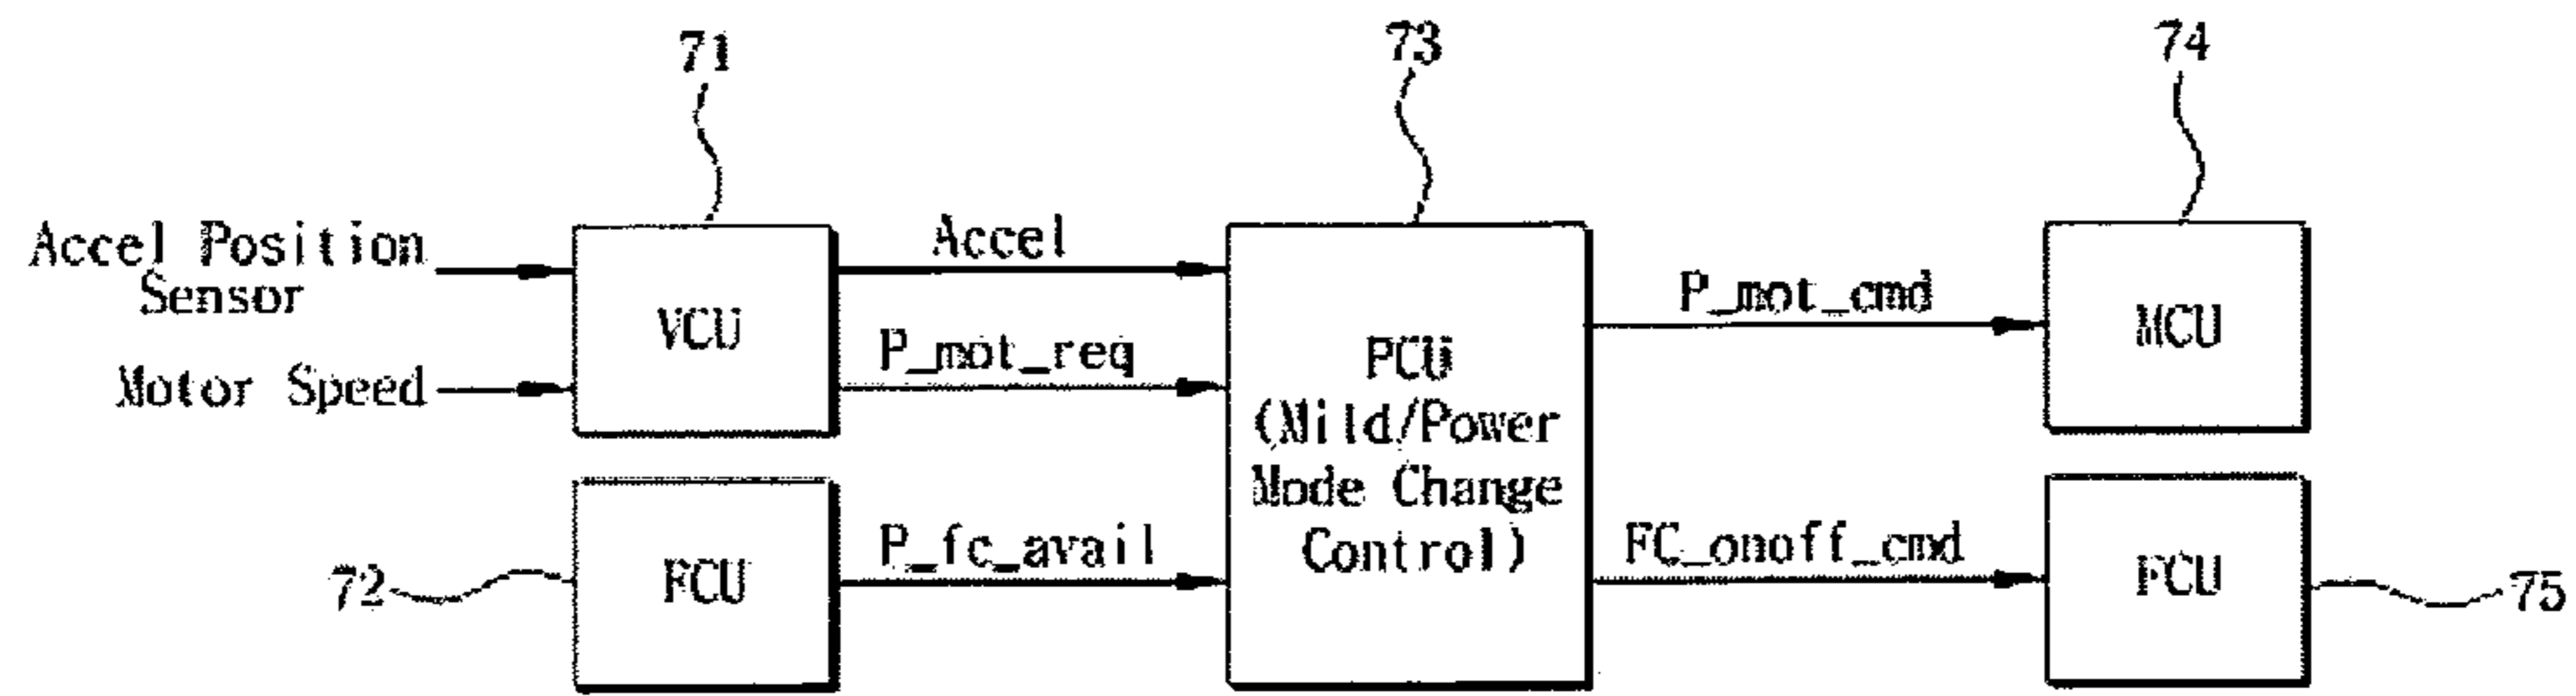 71
73
74
Accel Position
Sensor
Motor Speed
VCU
Accel
P_mot_req
PCU
(Mild/Power
Mode Change
Control)
P_mot_cmd
MCU
72
FCU
P_fc_avail
FC_onoff_cmd
FCU
75